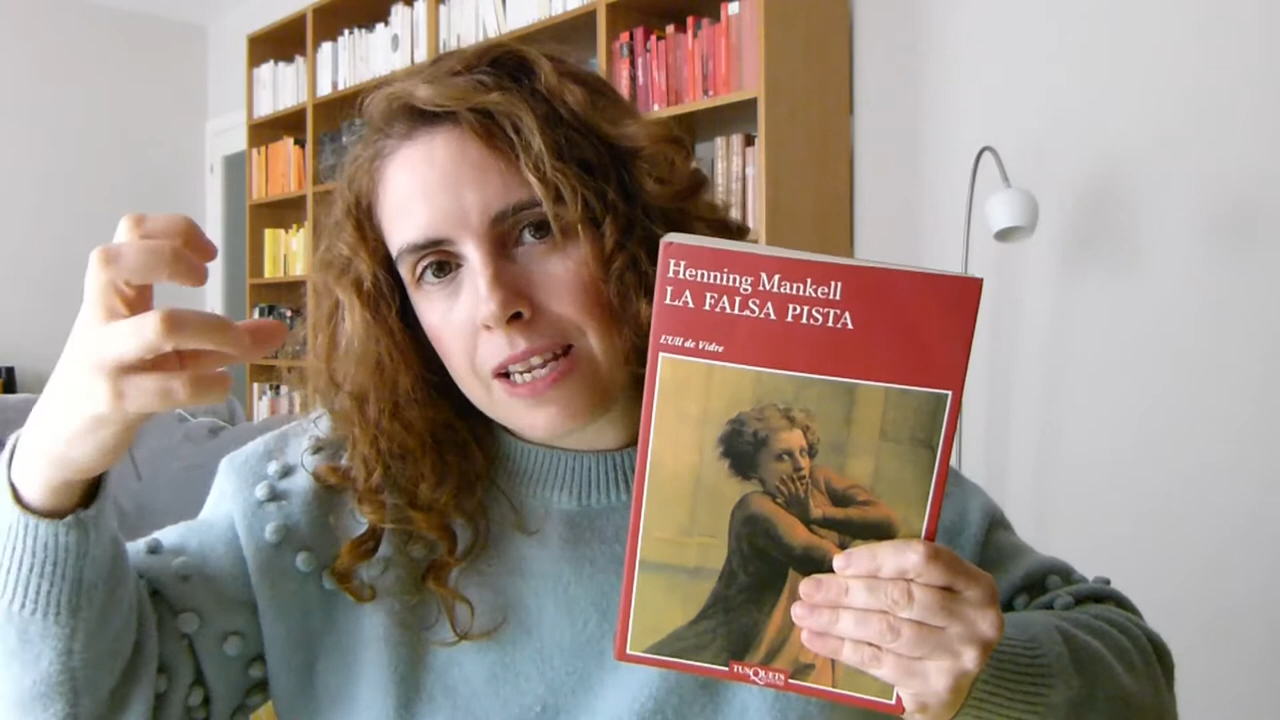 Henning Mankell
LA FALSA PISTA
L'Ull de Vidre
TUSQUETS